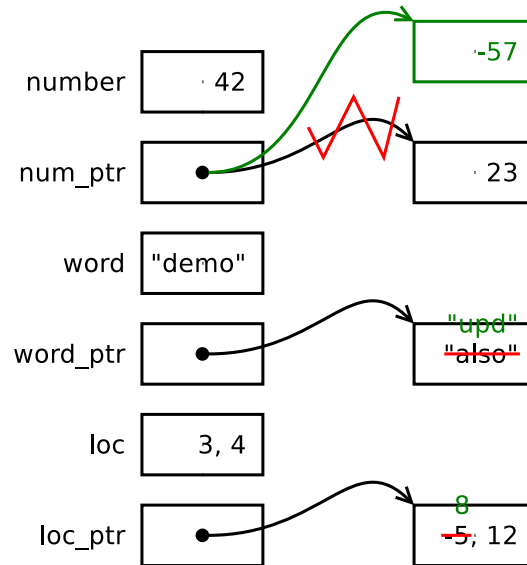 -57
number 42
num_ptr 23
word "demo"
"upd"
word_ptr "also"
loc 3, 4
8
loc_ptr -5, 12